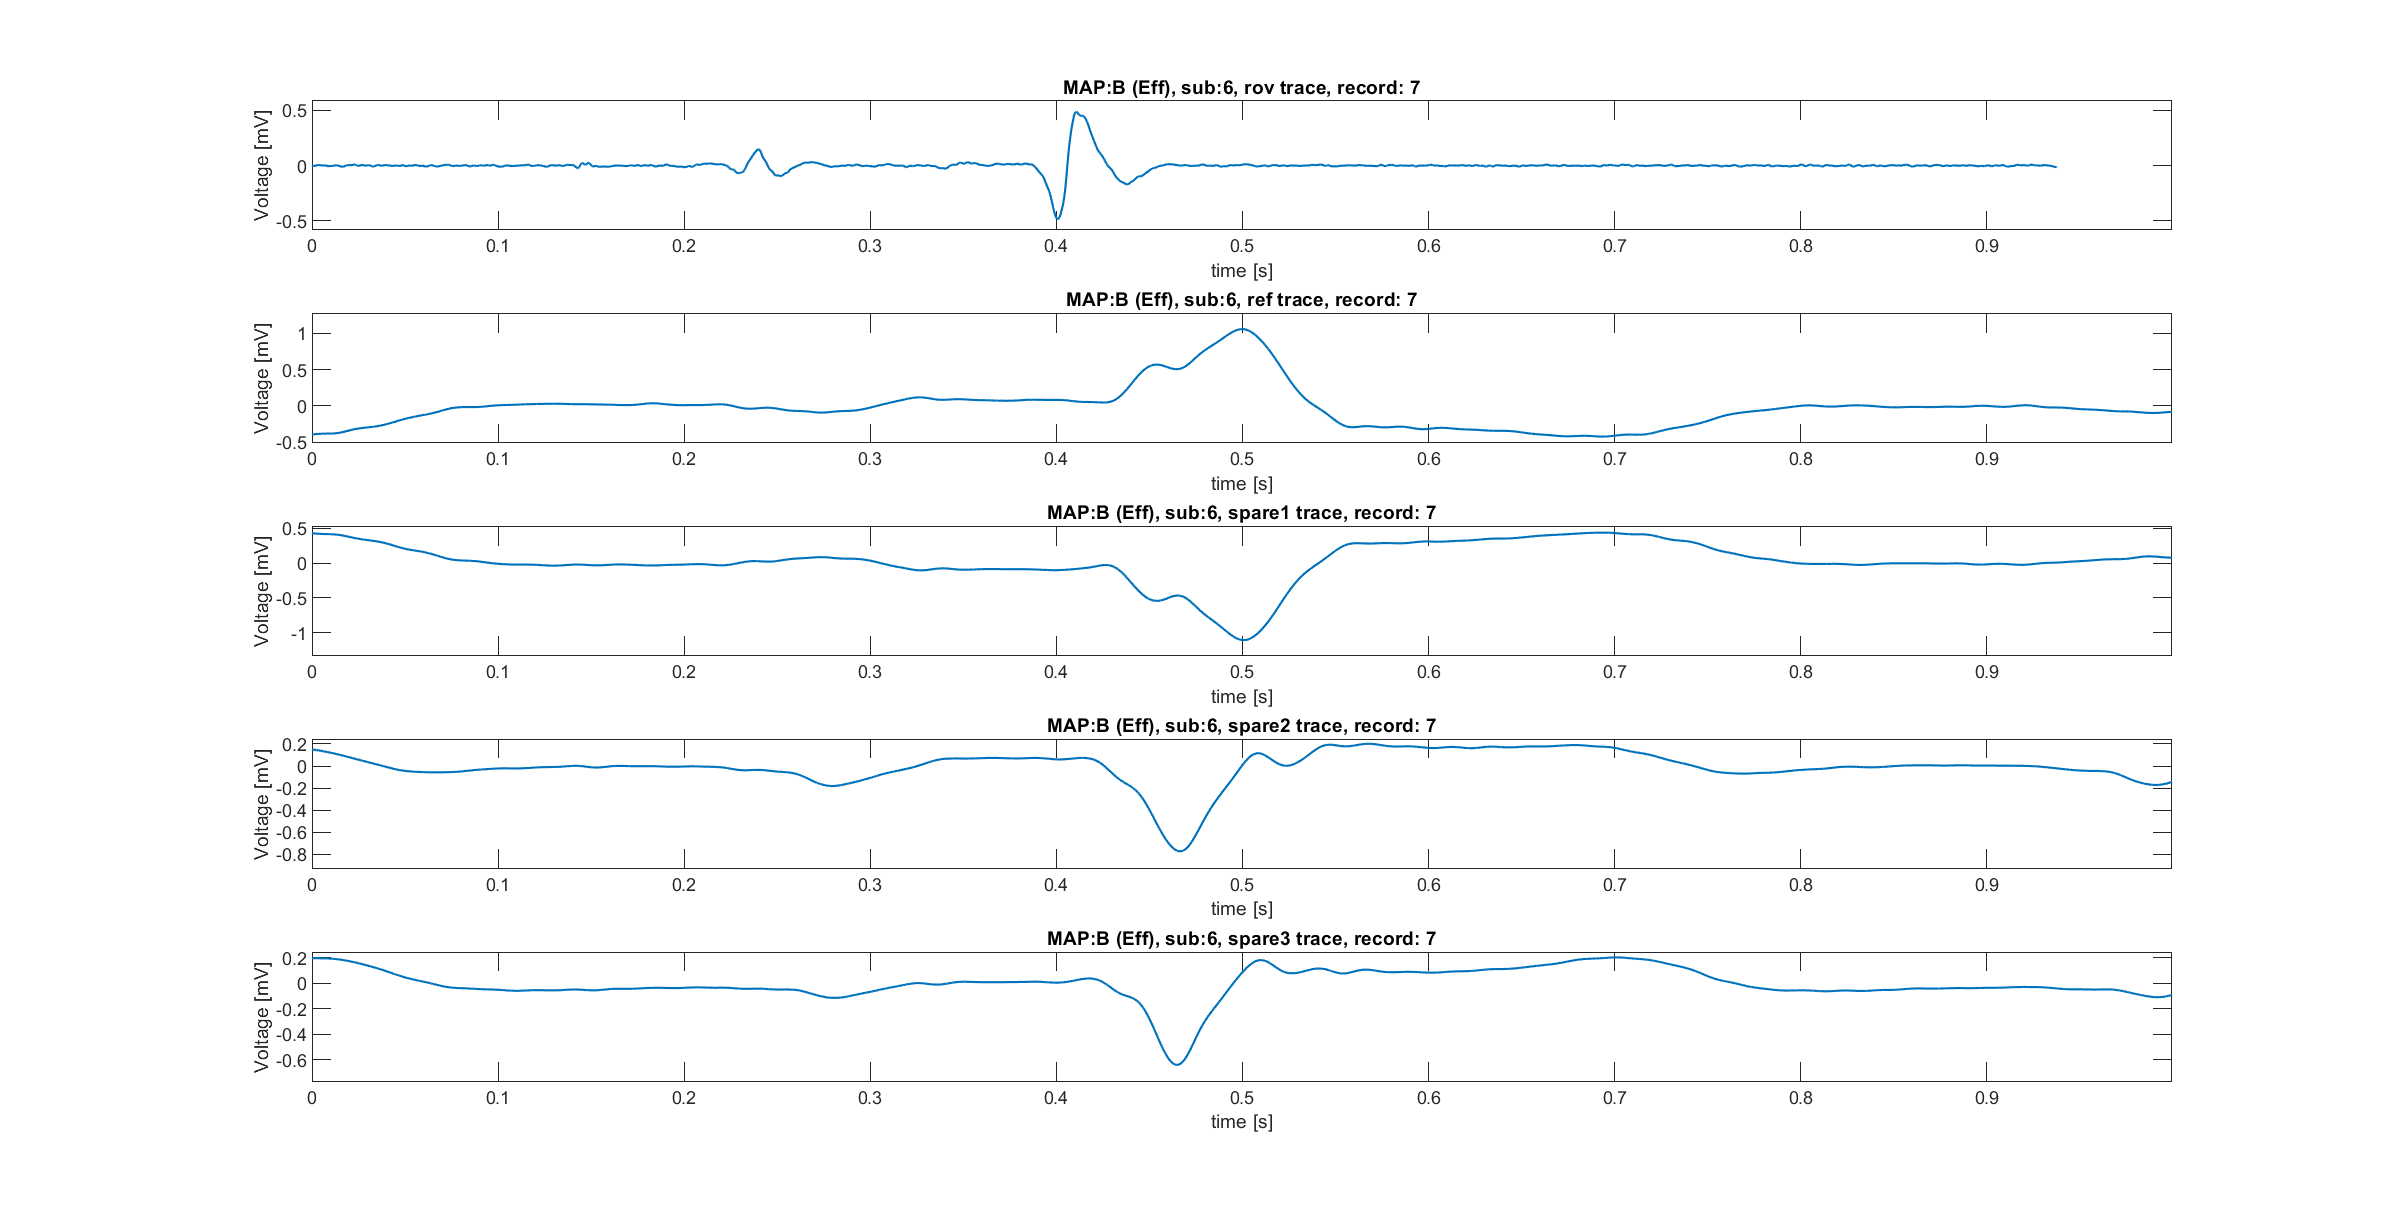 MAP:B (Eff), sub:6, rov trace, record: 7
Voltage [mV]
0.5
0
-0.5
0 0.1 0.2 0.3 0.4 0.5 0.6 0.7 0.8 0.9
time [s]
MAP:B (Eff), sub:6, ref trace, record: 7
Voltage [mV]
1
0.5
0
-0.5
0 0.1 0.2 0.3 0.4 0.5 0.6 0.7 0.8 0.9
time [s]
MAP:B (Eff), sub:6, spare1 trace, record: 7
Voltage [mV]
0.5
0
-0.5
-1
0 0.1 0.2 0.3 0.4 0.5 0.6 0.7 0.8 0.9
time [s]
MAP:B (Eff), sub:6, spare2 trace, record: 7
Voltage [mV]
0.2
0
-0.2
-0.4
-0.6
-0.8
0 0.1 0.2 0.3 0.4 0.5 0.6 0.7 0.8 0.9
time [s]
MAP:B (Eff), sub:6, spare3 trace, record: 7
Voltage [mV]
0.2
0
-0.2
-0.4
-0.6
0 0.1 0.2 0.3 0.4 0.5 0.6 0.7 0.8 0.9
time [s]